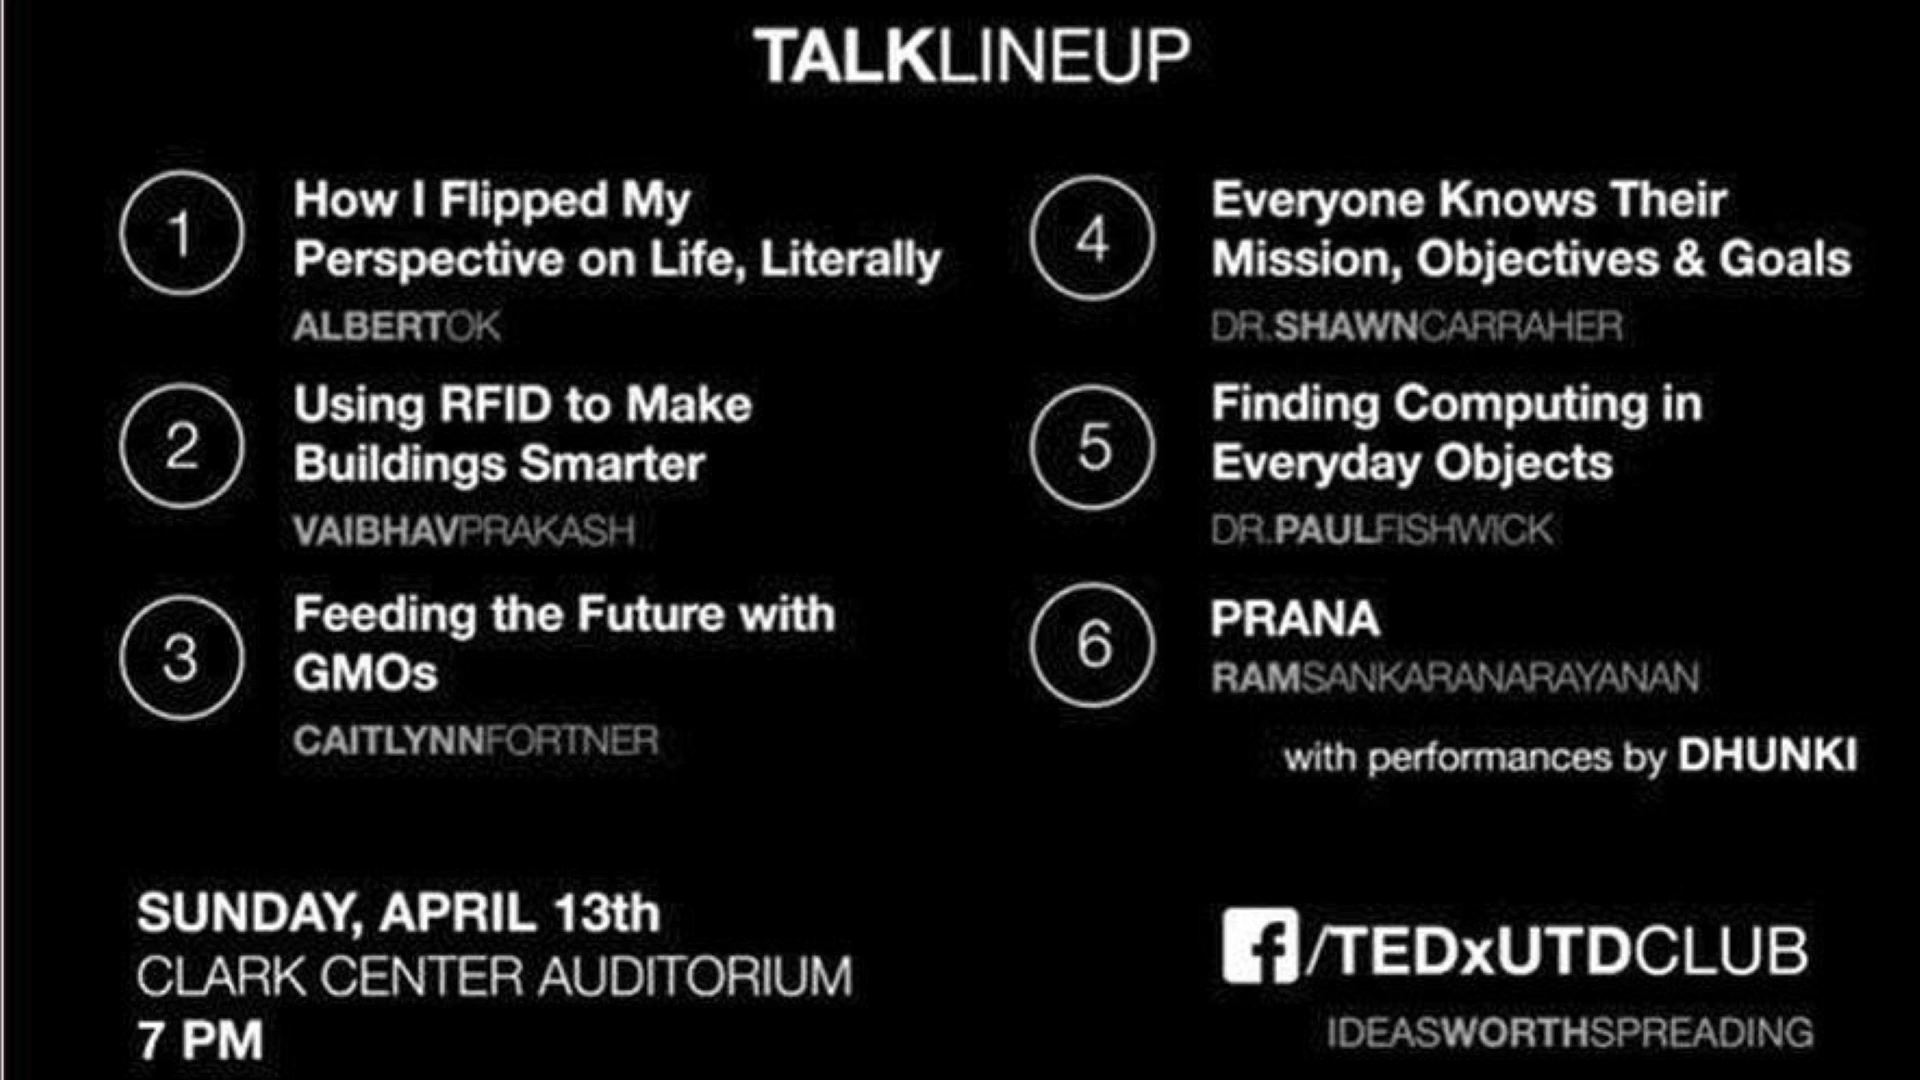 TALKLINEUP
1
How I Flipped My
Perspective on Life, Literally
ALBERTOK
2
Using RFID to Make
Buildings Smarter
VAIBHAVPRAKASH
3
Feeding the Future with
GMOs
CAITLYNNFORTNER
4
Everyone Knows Their
Mission, Objectives & Goals
DR.SHAWNCARRAHER
5
Finding Computing in
Everyday Objects
DR.PAULFISHWICK
6
PRANA
RAMSANKARANARAYANAN
with performances by DHUNKI
SUNDAY, APRIL 13th
CLARK CENTER AUDITORIUM
7 PM
f/TEDxUTDCLUB
IDEASWORTHSPREADING